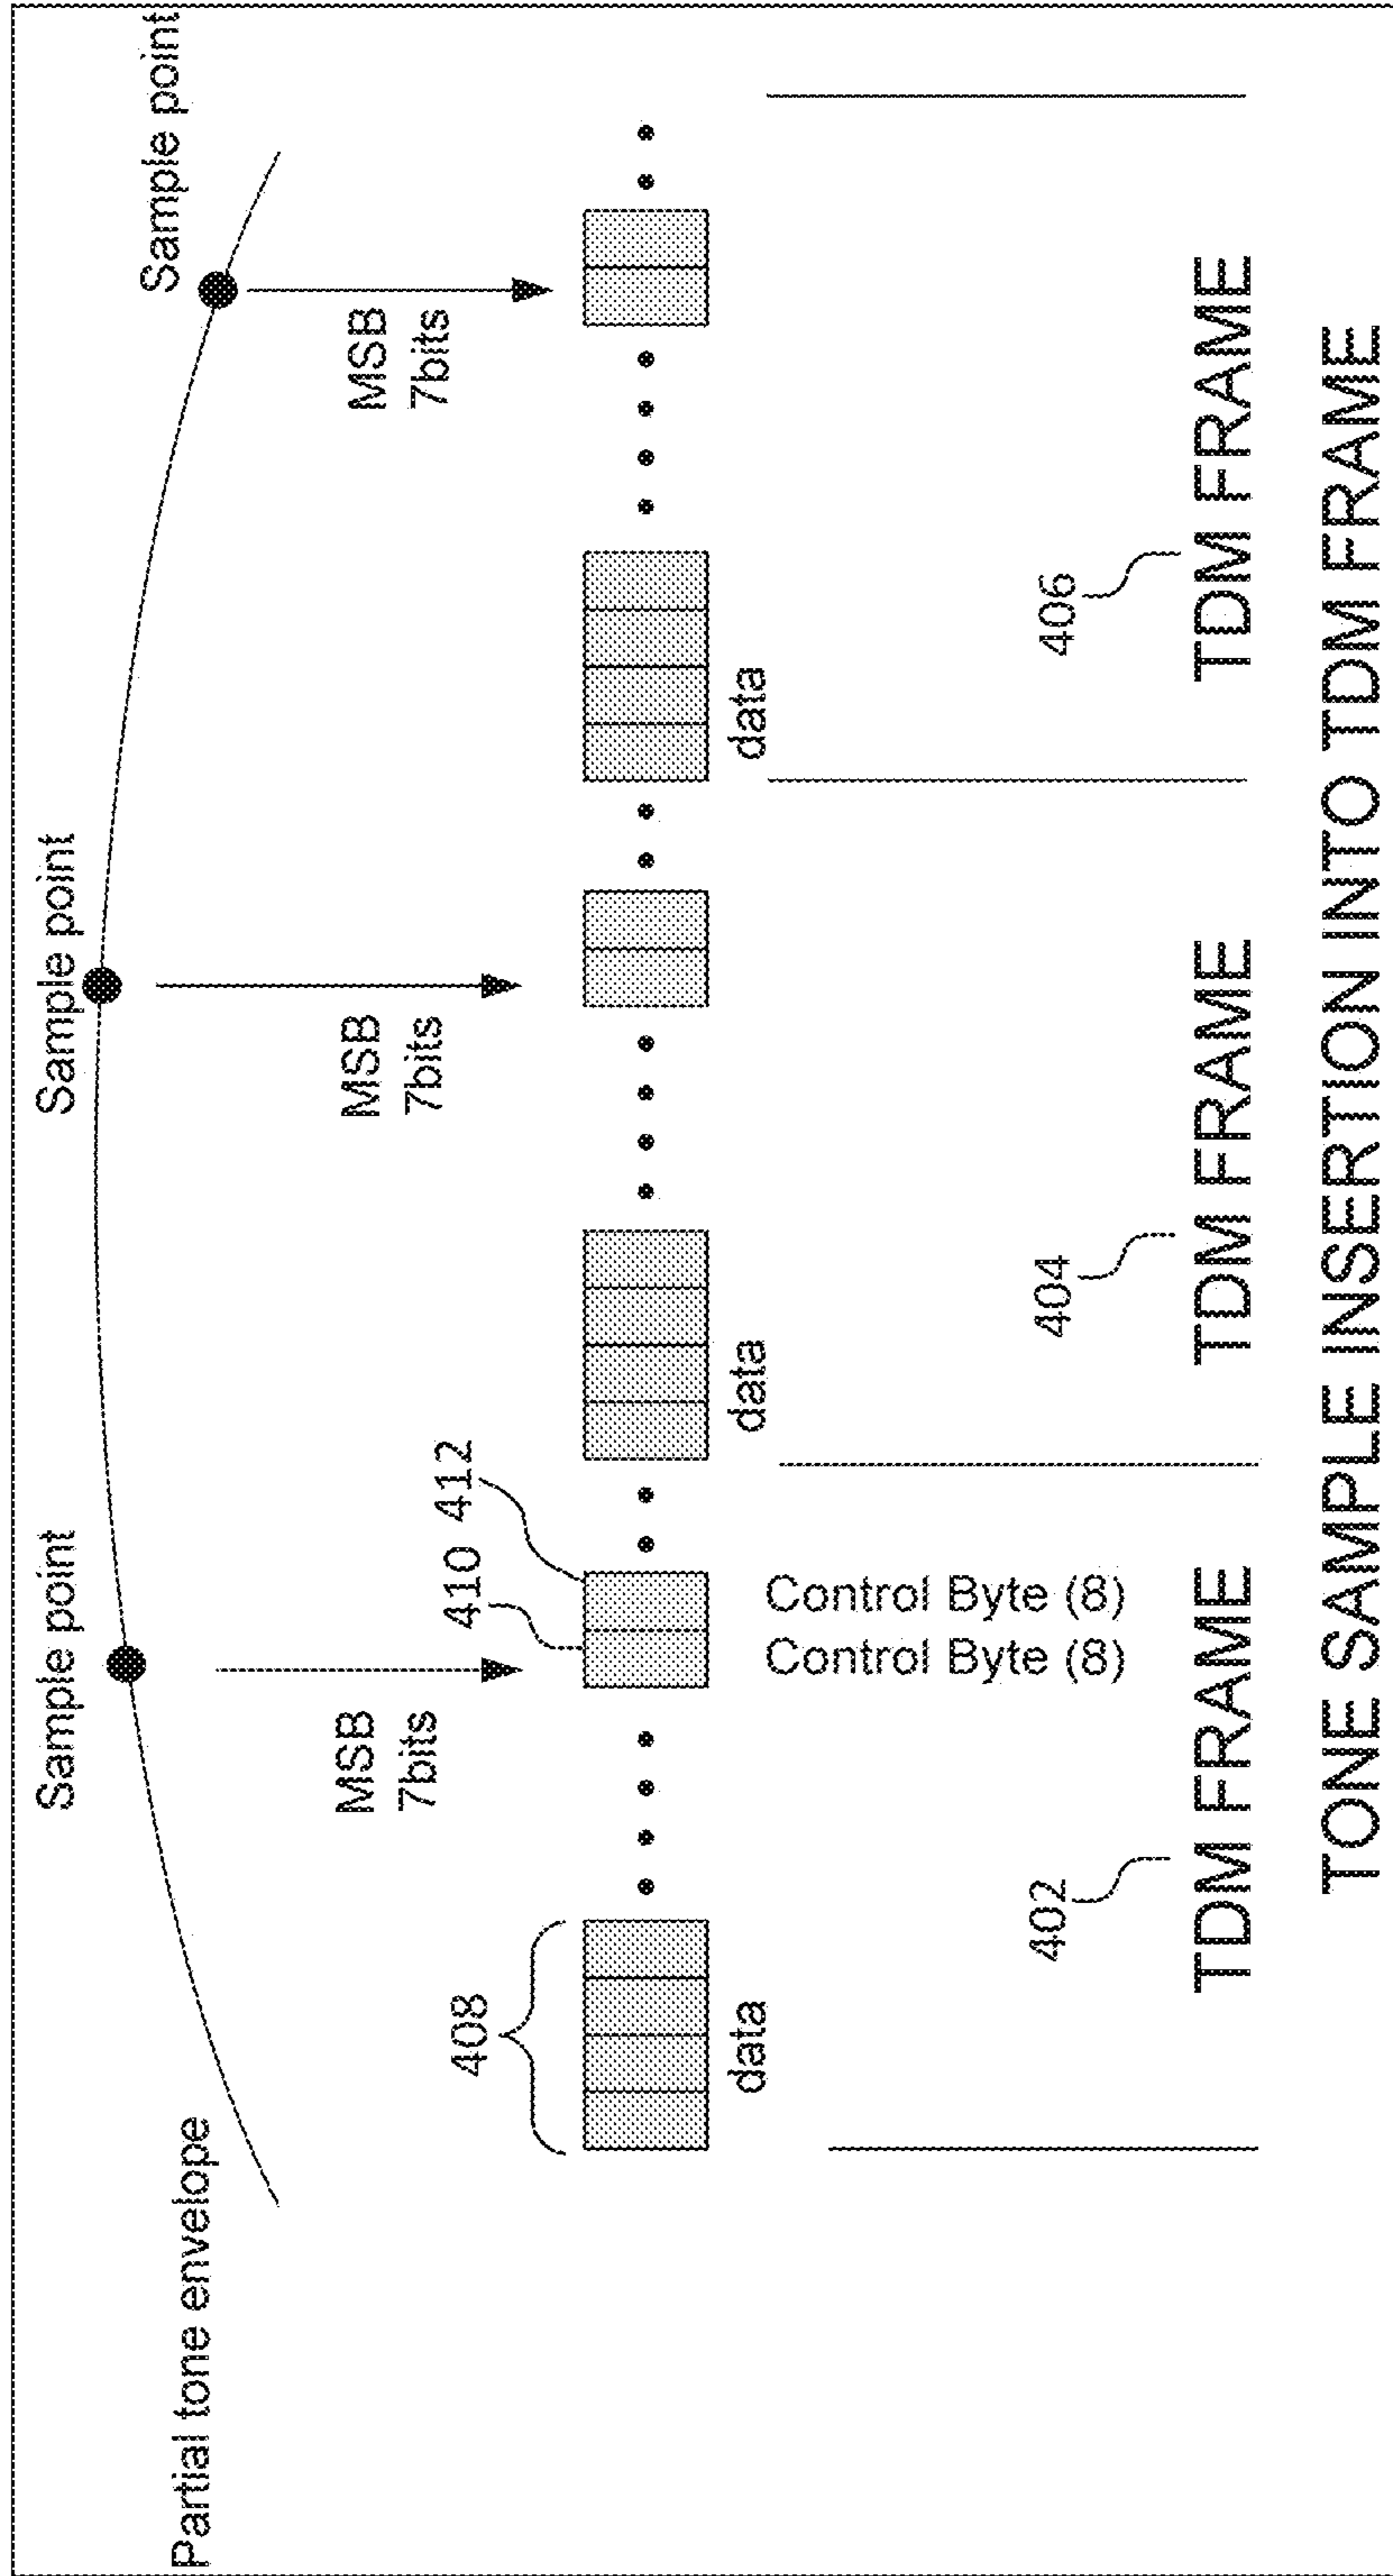 Partial tone envelope
Sample point
Sample point
Sample point
MSB
7bits
MSB
7bits
MSB
7bits
408
410
412
data
data
data
Control Byte (8)
Control Byte (8)
402
404
406
TDM FRAME
TDM FRAME
TDM FRAME
TONE SAMPLE INSERTION INTO TDM FRAME